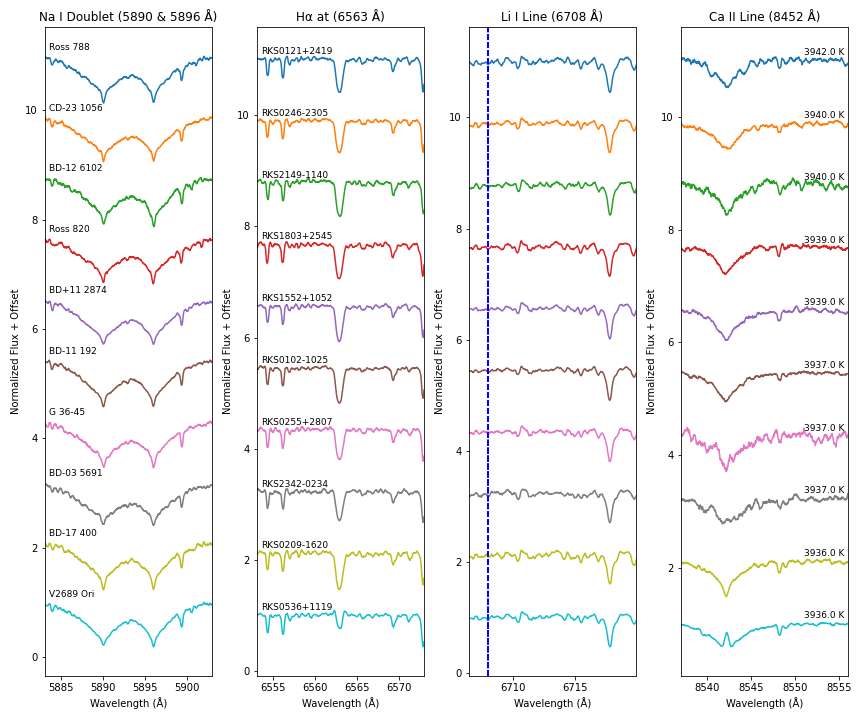 Na I Doublet (5890 & 5896 Å)
Hα at (6563 Å)
Li I Line (6708 Å)
Ca II Line (8452 Å)
Ross 788
RKS0121+2419
3942.0 K
CD-23 1056
RKS0246-2305
3940.0 K
BD-12 6102
RKS2149-1140
3940.0 K
Ross 820
RKS1803+2545
3939.0 K
BD+11 2874
RKS1552+1052
3939.0 K
BD-11 192
RKS0102-1025
3937.0 K
G 36-45
RKS0255+2807
3937.0 K
BD-03 5691
RKS2342-0234
3937.0 K
BD-17 400
RKS0209-1620
3936.0 K
V2689 Ori
RKS0536+1119
3936.0 K
Normalized Flux + Offset
Normalized Flux + Offset
Normalized Flux + Offset
Normalized Flux + Offset
10
8
6
4
2
0
10
8
6
4
2
0
10
8
6
4
2
0
10
8
6
4
2
5885 5890 5895 5900
6555 6560 6565 6570
6710 6715
8540 8545 8550 8555
Wavelength (Å)
Wavelength (Å)
Wavelength (Å)
Wavelength (Å)